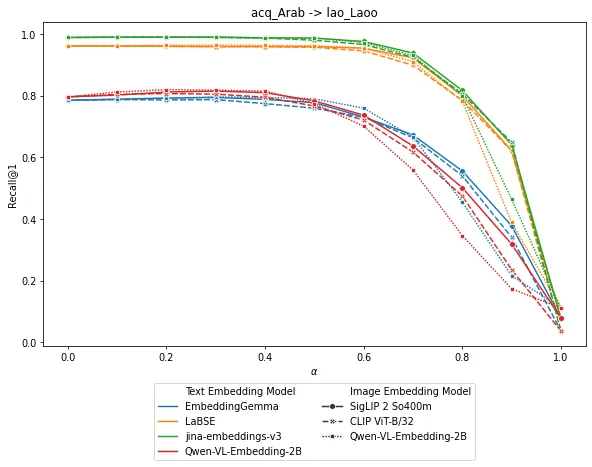 acq_Arab -> lao_Laoo
Recall@1
1.0
0.8
0.6
0.4
0.2
0.0
0.0 0.2 0.4 0.6 0.8 1.0
α
Text Embedding Model
EmbeddingGemma
LaBSE
jina-embeddings-v3
Qwen-VL-Embedding-2B
Image Embedding Model
SigLIP 2 So400m
CLIP ViT-B/32
Qwen-VL-Embedding-2B